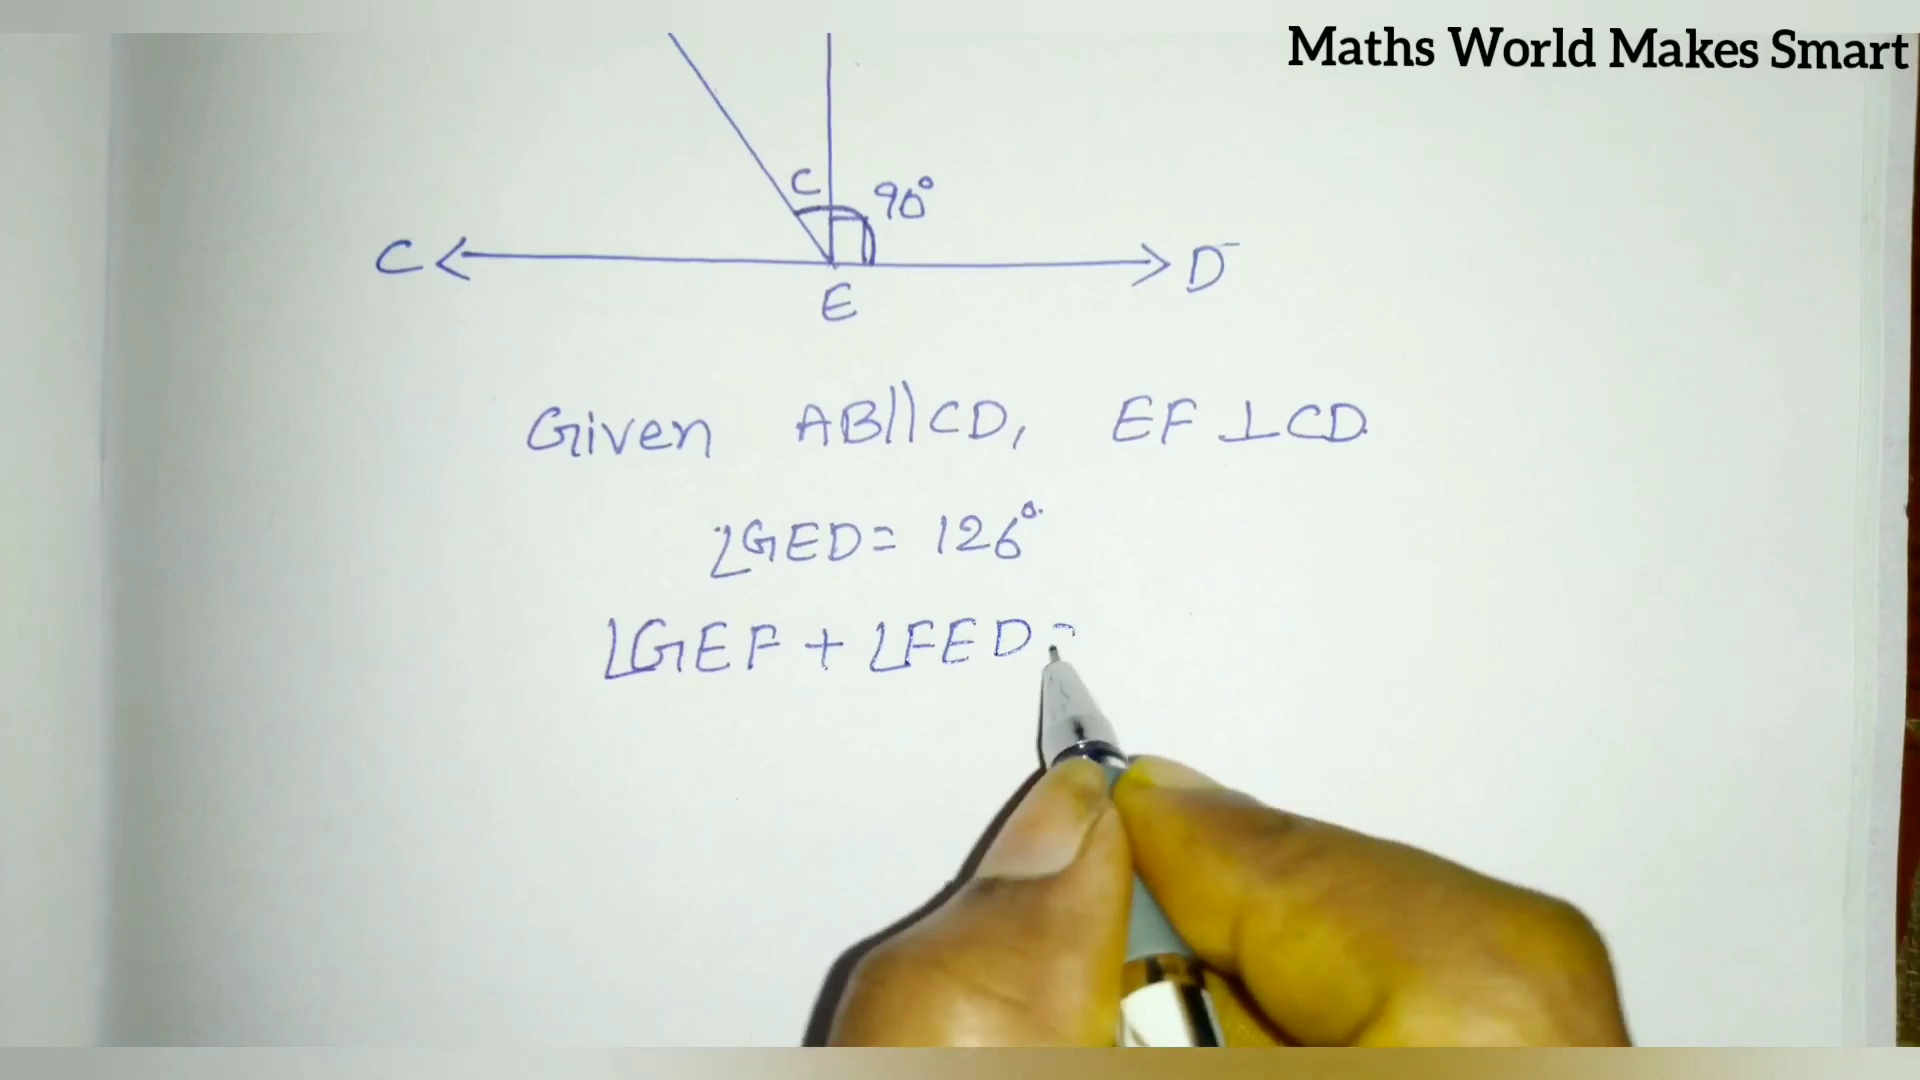 Maths World Makes Smart
C 90°
C D
E
Given AB||CD, EF⊥CD.
∠GED = 126°.
∠GEF + ∠FED =